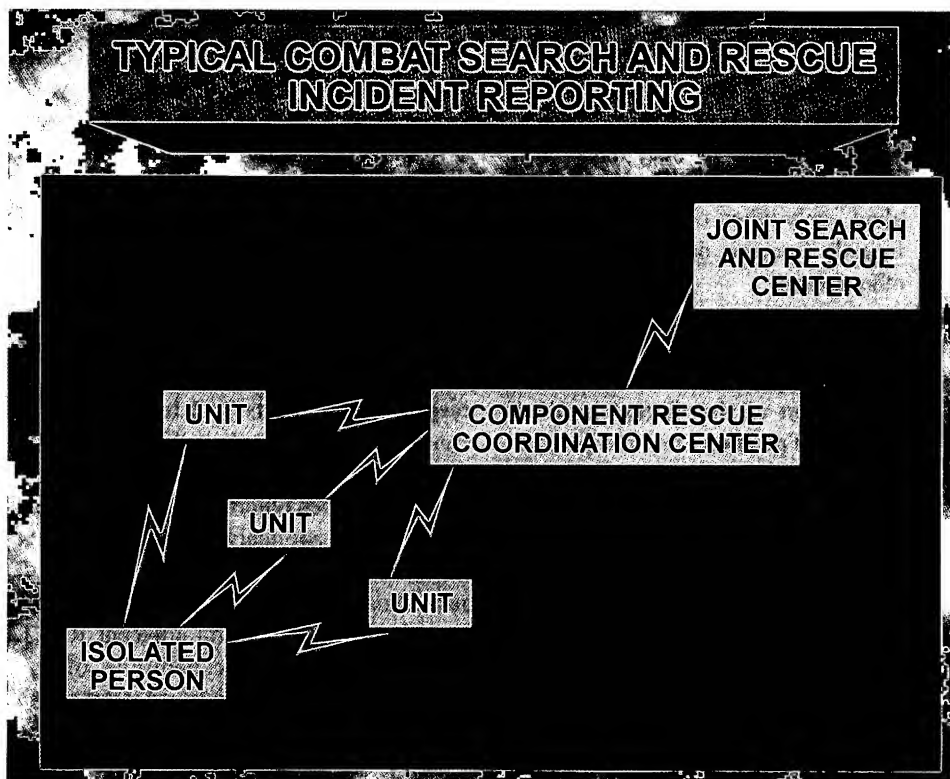 TYPICAL COMBAT SEARCH AND RESCUE
INCIDENT REPORTING
JOINT SEARCH
AND RESCUE
CENTER
UNIT
COMPONENT RESCUE
COORDINATION CENTER
UNIT
UNIT
ISOLATED
PERSON